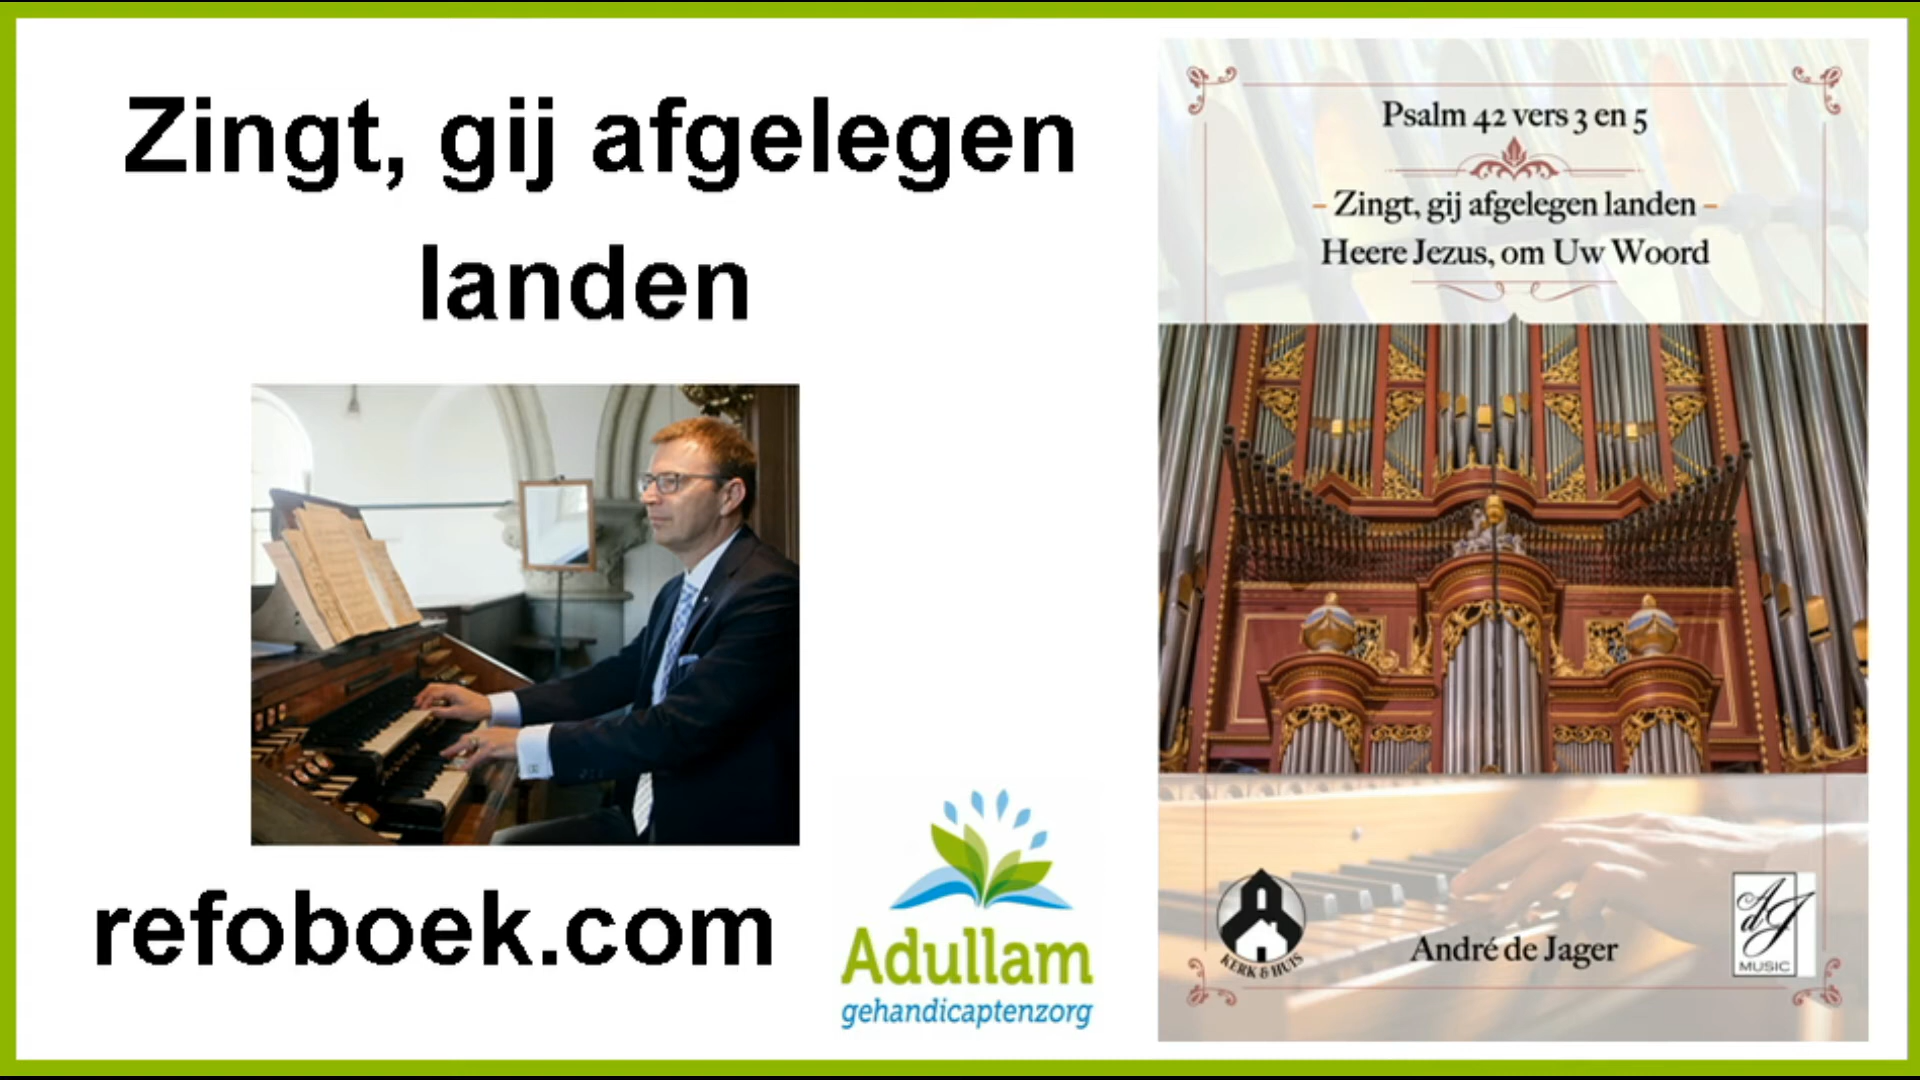 Zingt, gij afgelegen
landen
refoboek.com
Adullam
gehandicaptenzorg
Psalm 42 vers 3 en 5
– Zingt, gij afgelegen landen –
Heere Jezus, om Uw Woord
KERK & HUIS
André de Jager
AdJ
MUSIC